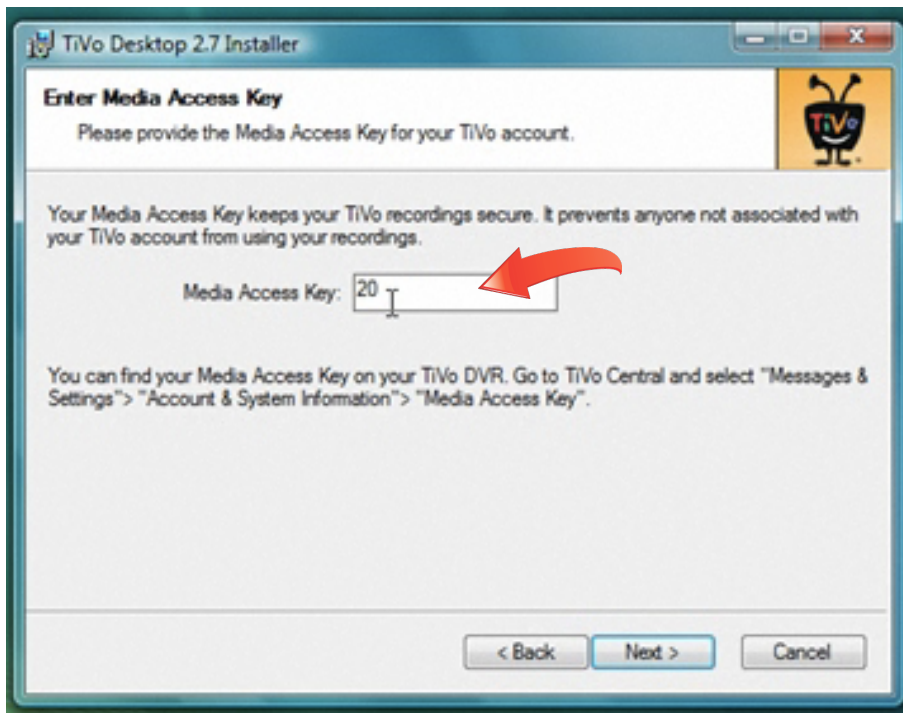 TiVo Desktop 2.7 Installer
Enter Media Access Key
Please provide the Media Access Key for your TiVo account.
TiVo
Your Media Access Key keeps your TiVo recordings secure. It prevents anyone not associated with
your TiVo account from using your recordings.
Media Access Key: 20
You can find your Media Access Key on your TiVo DVR. Go to TiVo Central and select "Messages &
Settings"> "Account & System Information"> "Media Access Key".
< Back Next > Cancel